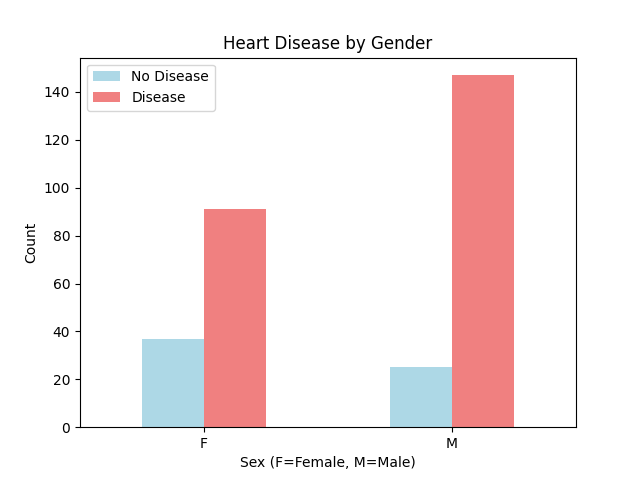 Heart Disease by Gender
No Disease
Disease
140
120
100
80
60
40
20
0
Count
F
M
Sex (F=Female, M=Male)